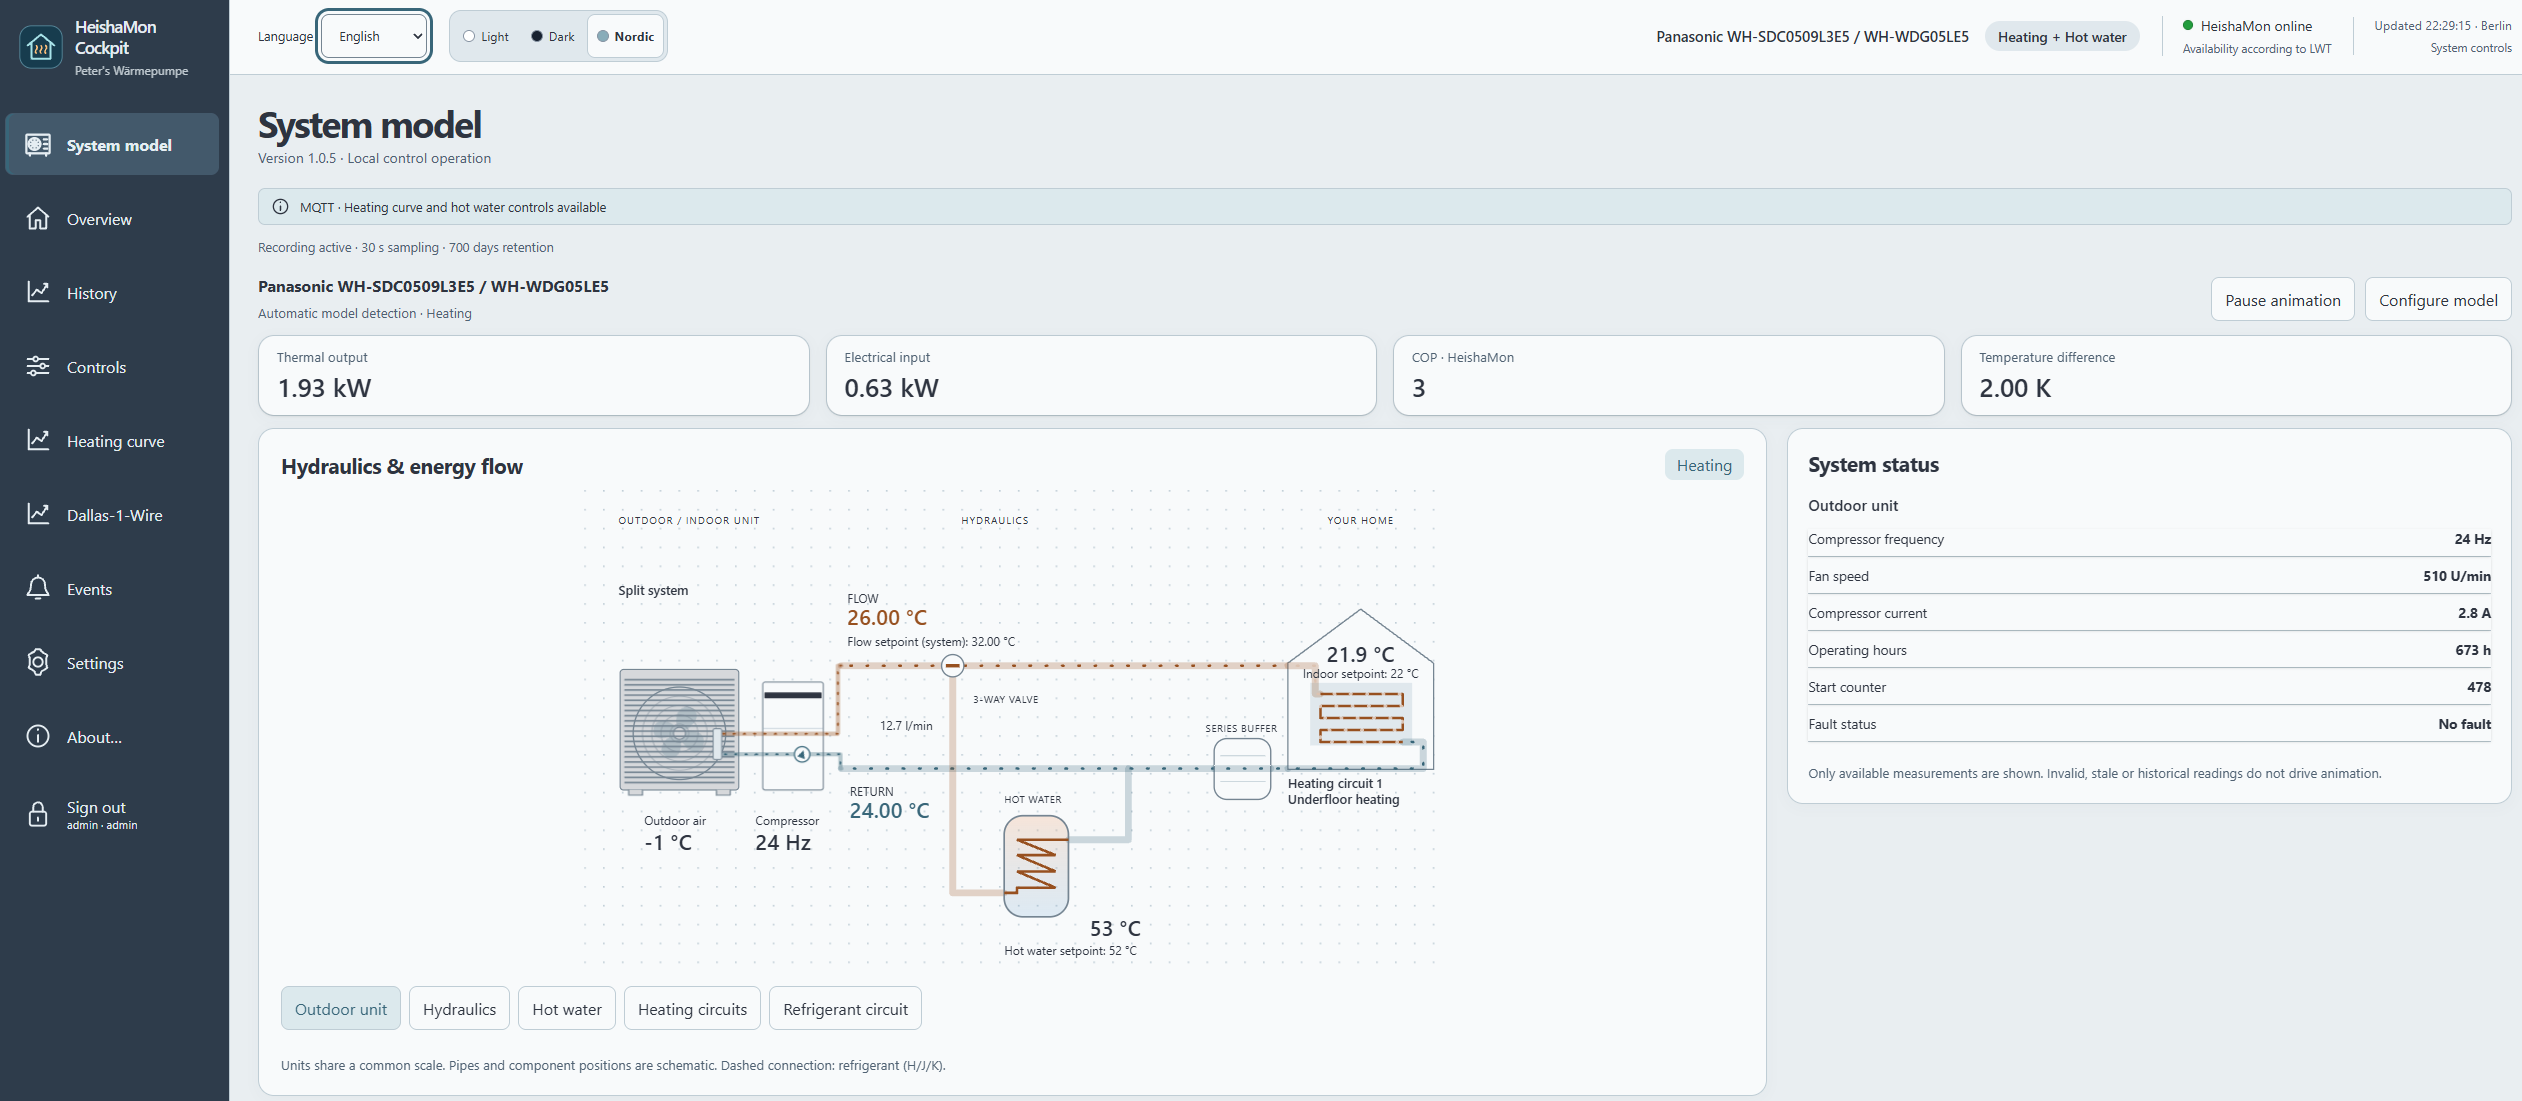 HeishaMon
Cockpit
Peter's Wärmepumpe
System model
Overview
History
Controls
Heating curve
Dallas-1-Wire
Events
Settings
About...
Sign out
admin · admin
Language
English
Light
Dark
Nordic
Panasonic WH-SDC0509L3E5 / WH-WDG05LE5
Heating + Hot water
HeishaMon online
Availability according to LWT
Updated 22:29:15 · Berlin
System controls
System model
Version 1.0.5 · Local control operation
MQTT · Heating curve and hot water controls available
Recording active · 30 s sampling · 700 days retention
Panasonic WH-SDC0509L3E5 / WH-WDG05LE5
Automatic model detection · Heating
Pause animation
Configure model
Thermal output
1.93 kW
Electrical input
0.63 kW
COP · HeishaMon
3
Temperature difference
2.00 K
Hydraulics & energy flow
Heating
OUTDOOR / INDOOR UNIT
HYDRAULICS
YOUR HOME
Split system
FLOW
26.00 °C
Flow setpoint (system): 32.00 °C
21.9 °C
Indoor setpoint: 22 °C
3-WAY VALVE
12.7 l/min
SERIES BUFFER
RETURN
24.00 °C
HOT WATER
Heating circuit 1
Underfloor heating
Outdoor air
-1 °C
Compressor
24 Hz
53 °C
Hot water setpoint: 52 °C
Outdoor unit
Hydraulics
Hot water
Heating circuits
Refrigerant circuit
Units share a common scale. Pipes and component positions are schematic. Dashed connection: refrigerant (H/J/K).
System status
Outdoor unit
Compressor frequency 24 Hz
Fan speed 510 U/min
Compressor current 2.8 A
Operating hours 673 h
Start counter 478
Fault status No fault
Only available measurements are shown. Invalid, stale or historical readings do not drive animation.